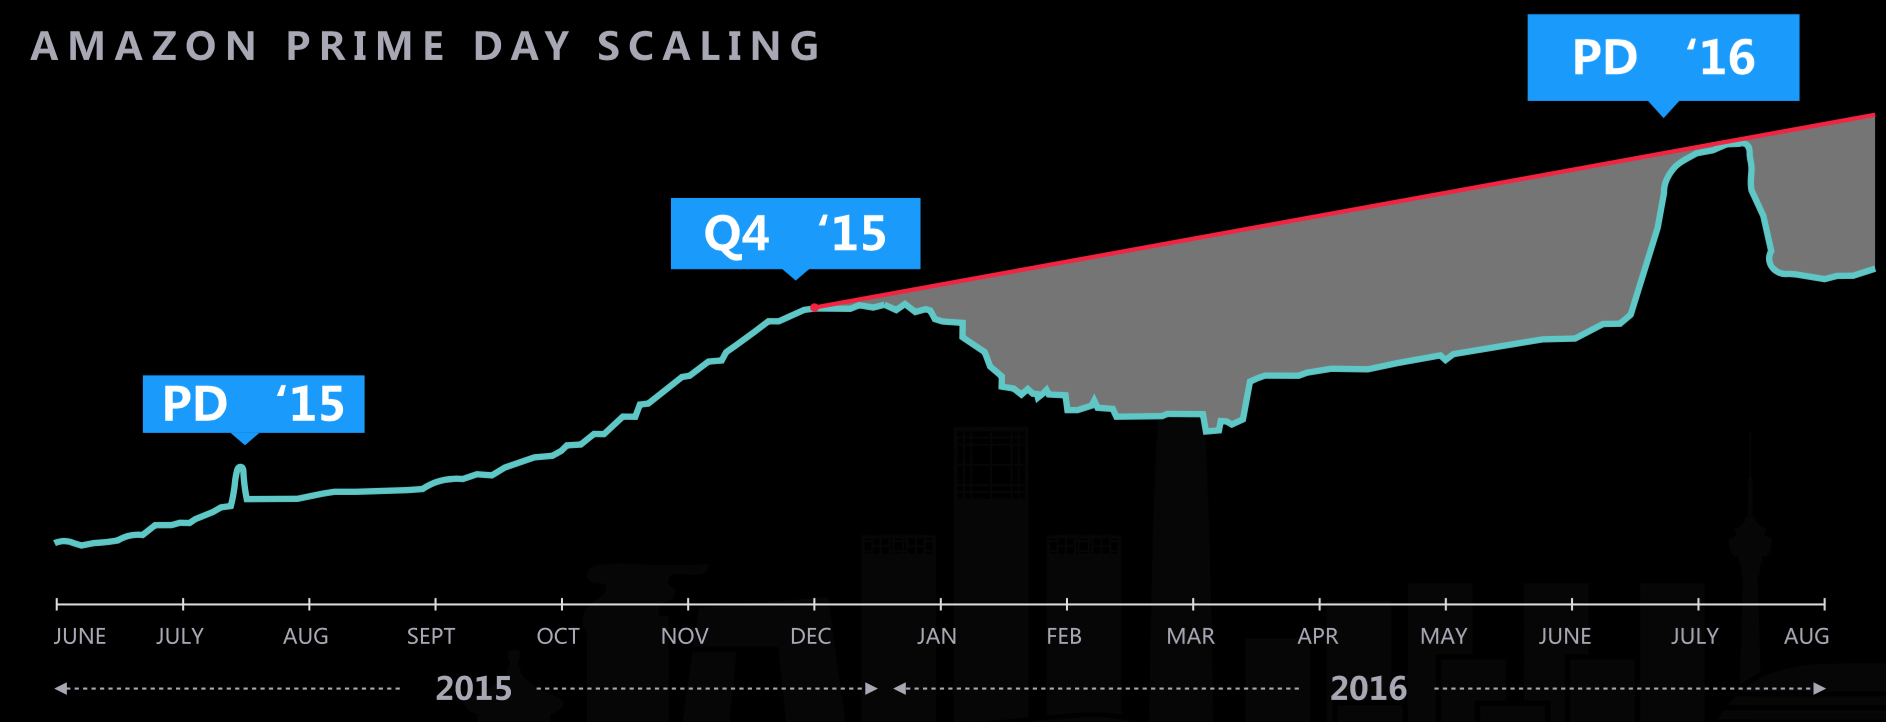 AMAZON PRIME DAY SCALING
PD ‘16
Q4 ‘15
PD ‘15
JUNE JULY AUG SEPT OCT NOV DEC JAN FEB MAR APR MAY JUNE JULY AUG
2015 2016